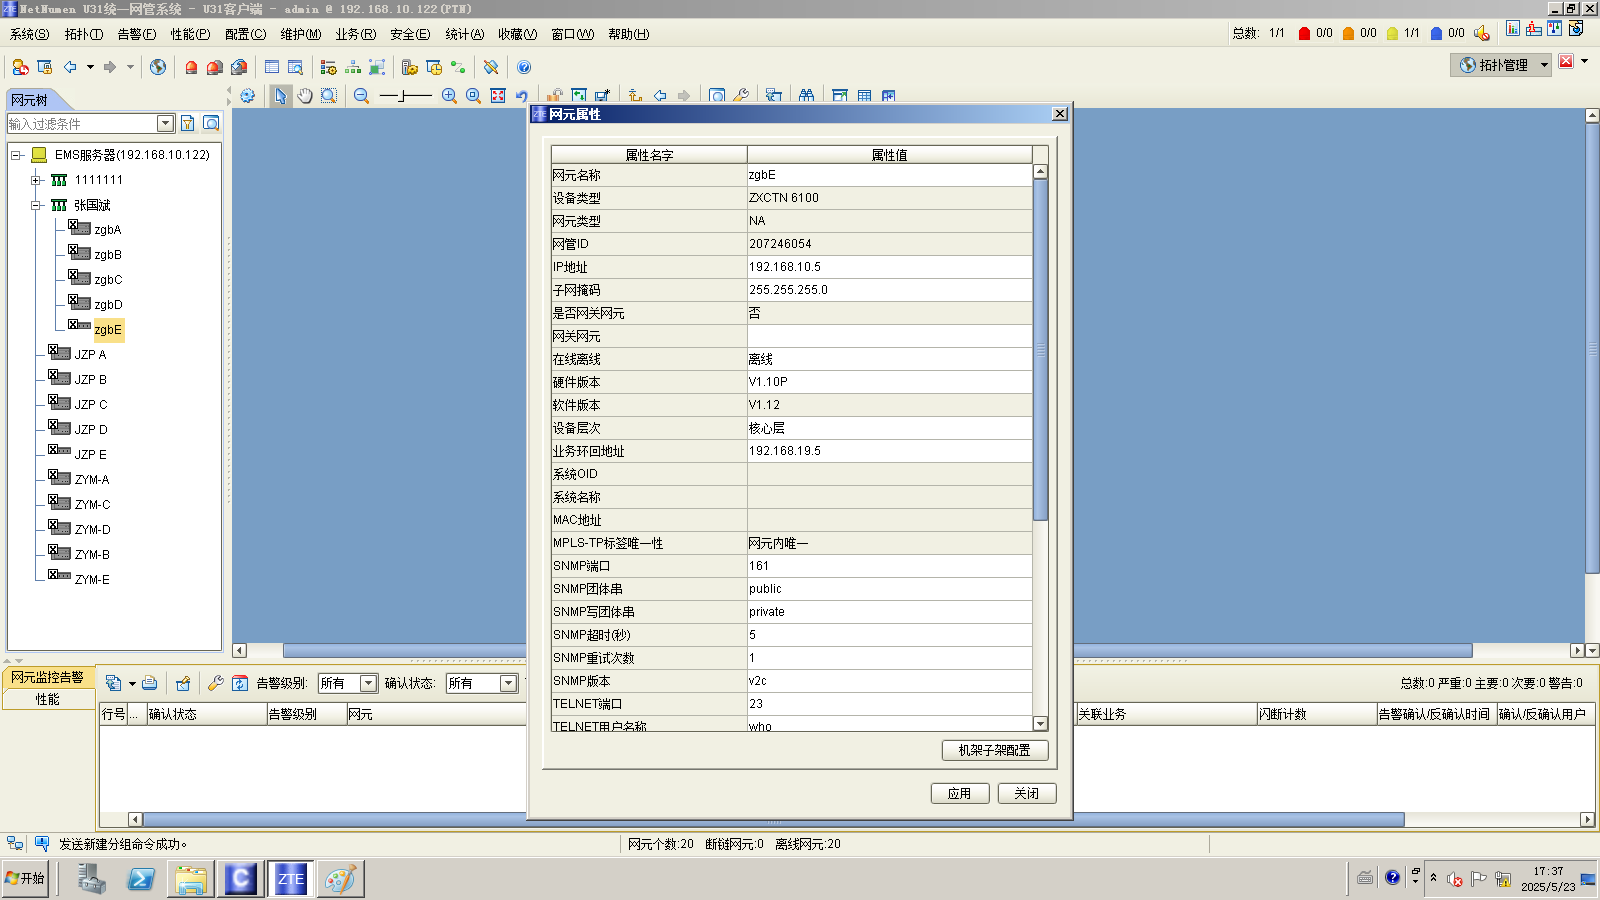 NetNumen U31统一网管系统 - U31客户端 - admin @ 192.168.10.122(PTN)
系统(S) 拓扑(T) 告警(F) 性能(P) 配置(C) 维护(M) 业务(R) 安全(E) 统计(A) 收藏(V) 窗口(W) 帮助(H)
总数: 1/1 0/0 0/0 1/1 0/0
拓扑管理
网元树
输入过滤条件
EMS服务器(192.168.10.122)
1111111
张国斌
zgbA
zgbB
zgbC
zgbD
zgbE
JZP A
JZP B
JZP C
JZP D
JZP E
ZYM-A
ZYM-C
ZYM-D
ZYM-B
ZYM-E
ZTE 网元属性
属性名字 属性值
网元名称 zgbE
设备类型 ZXCTN 6100
网元类型 NA
网管ID 207246054
IP地址 192.168.10.5
子网掩码 255.255.255.0
是否网关网元 否
网关网元
在线离线 离线
硬件版本 V1.10P
软件版本 V1.12
设备层次 核心层
业务环回地址 192.168.19.5
系统OID
系统名称
MAC地址
MPLS-TP标签唯一性 网元内唯一
SNMP端口 161
SNMP团体串 public
SNMP写团体串 private
SNMP超时(秒) 5
SNMP重试次数 1
SNMP版本 v2c
TELNET端口 23
TELNET用户名称 who
机架子架配置
应用 关闭
网元监控告警
性能
告警级别: 所有 确认状态: 所有
总数:0 严重:0 主要:0 次要:0 警告:0
行号 ... 确认状态 告警级别 网元 关联业务 闪断计数 告警确认/反确认时间 确认/反确认用户
发送新建分组命令成功。
网元个数:20 断链网元:0 离线网元:20
开始
C
ZTE
17:37
2025/5/23